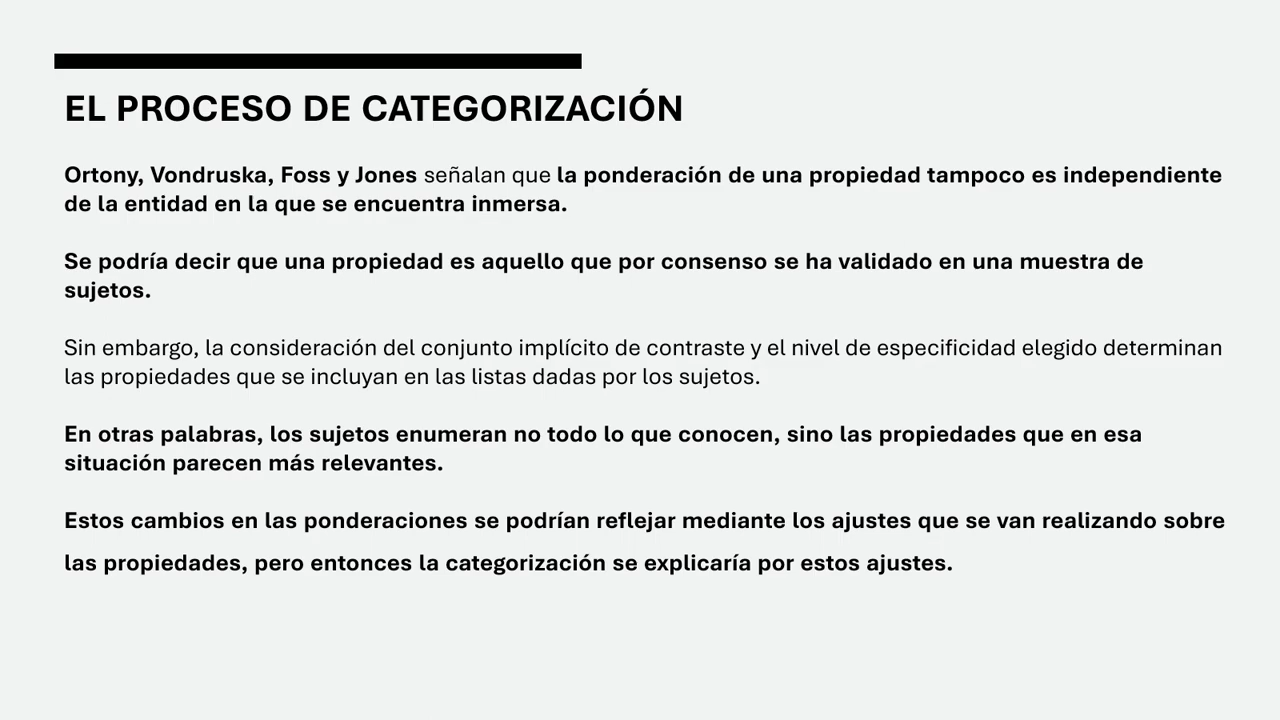 EL PROCESO DE CATEGORIZACIÓN
Ortony, Vondruska, Foss y Jones señalan que la ponderación de una propiedad tampoco es independiente
de la entidad en la que se encuentra inmersa.
Se podría decir que una propiedad es aquello que por consenso se ha validado en una muestra de
sujetos.
Sin embargo, la consideración del conjunto implícito de contraste y el nivel de especificidad elegido determinan
las propiedades que se incluyan en las listas dadas por los sujetos.
En otras palabras, los sujetos enumeran no todo lo que conocen, sino las propiedades que en esa
situación parecen más relevantes.
Estos cambios en las ponderaciones se podrían reflejar mediante los ajustes que se van realizando sobre
las propiedades, pero entonces la categorización se explicaría por estos ajustes.